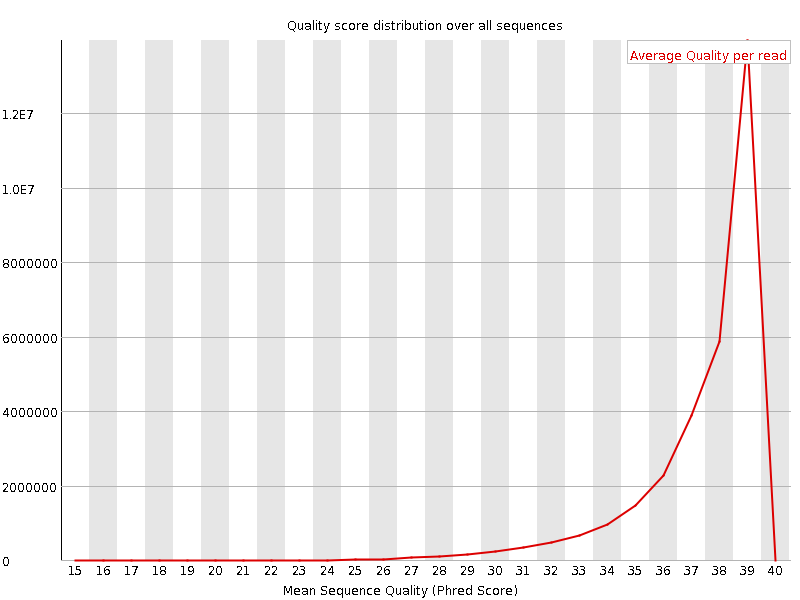 Quality score distribution over all sequences
Average Quality per read
1.2E7
1.0E7
8000000
6000000
4000000
2000000
0
15 16 17 18 19 20 21 22 23 24 25 26 27 28 29 30 31 32 33 34 35 36 37 38 39 40
Mean Sequence Quality (Phred Score)